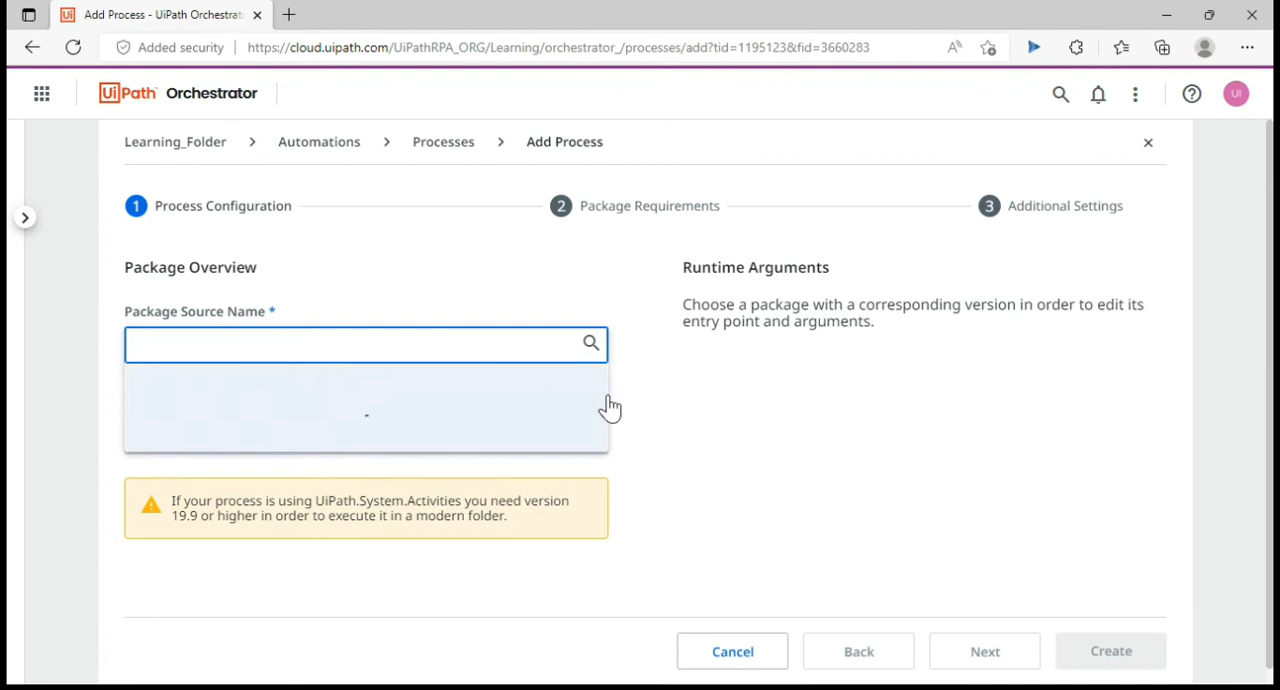 Add Process - UiPath Orchestrato
Added security
https://cloud.uipath.com/UiPathRPA_ORG/Learning/orchestrator_/processes/add?tid=1195123&fid=3660283
UiPath Orchestrator
UI
Learning_Folder > Automations > Processes > Add Process
1 Process Configuration
2 Package Requirements
3 Additional Settings
Package Overview
Package Source Name *
Runtime Arguments
Choose a package with a corresponding version in order to edit its
entry point and arguments.
If your process is using UiPath.System.Activities you need version
19.9 or higher in order to execute it in a modern folder.
Cancel
Back
Next
Create